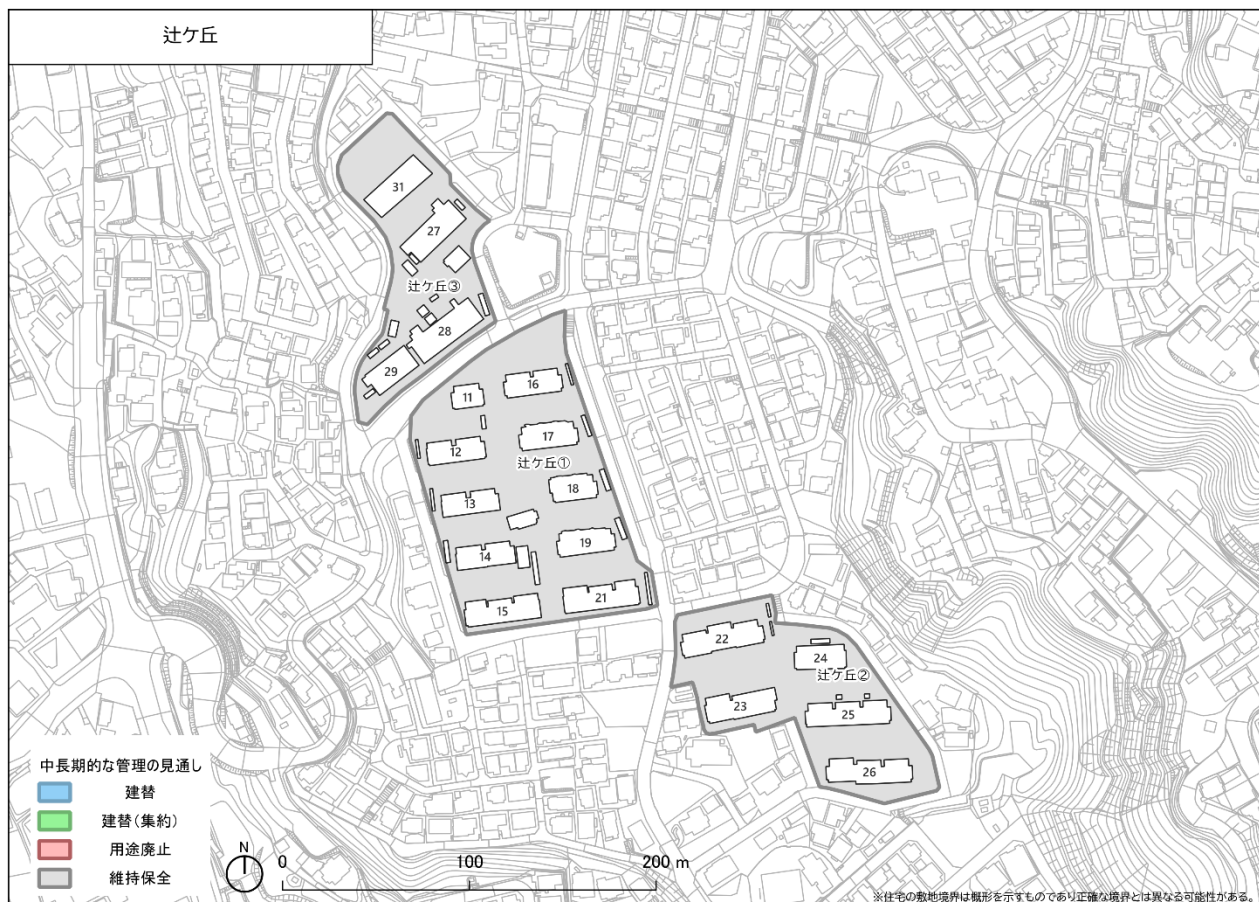 辻ケ丘
31
27
辻ケ丘③
28
29
11
16
12
17
辻ケ丘①
13
18
14
19
15
21
22
24
辻ケ丘②
23
25
26
中長期的な管理の見通し
建替
建替(集約)
用途廃止
維持保全
N
0 100 200 m
※住宅の敷地境界は概形を示すものであり正確な境界とは異なる可能性がある。